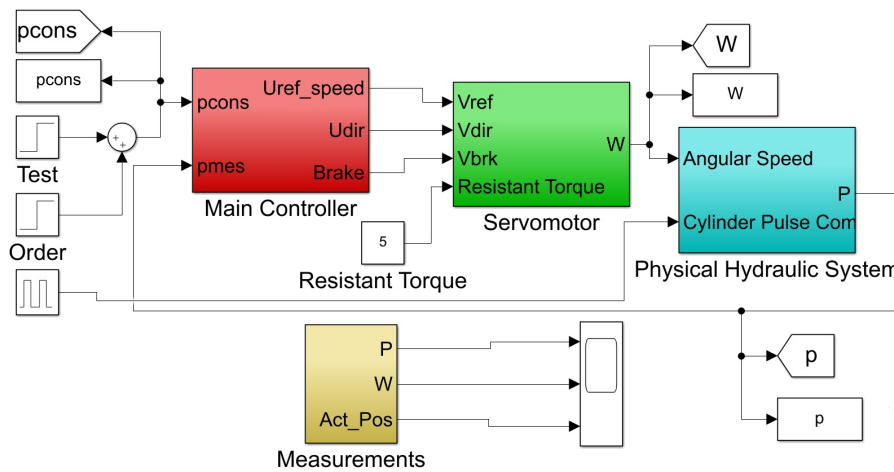 pcons
pcons
Test
Order
+
+
pcons
pmes
Uref_speed
Udir
Brake
Main Controller
5
Resistant Torque
Vref
Vdir
Vbrk
Resistant Torque
W
Servomotor
W
W
Angular Speed
P
Cylinder Pulse Com
Physical Hydraulic System
P
W
Act_Pos
Measurements
p
p